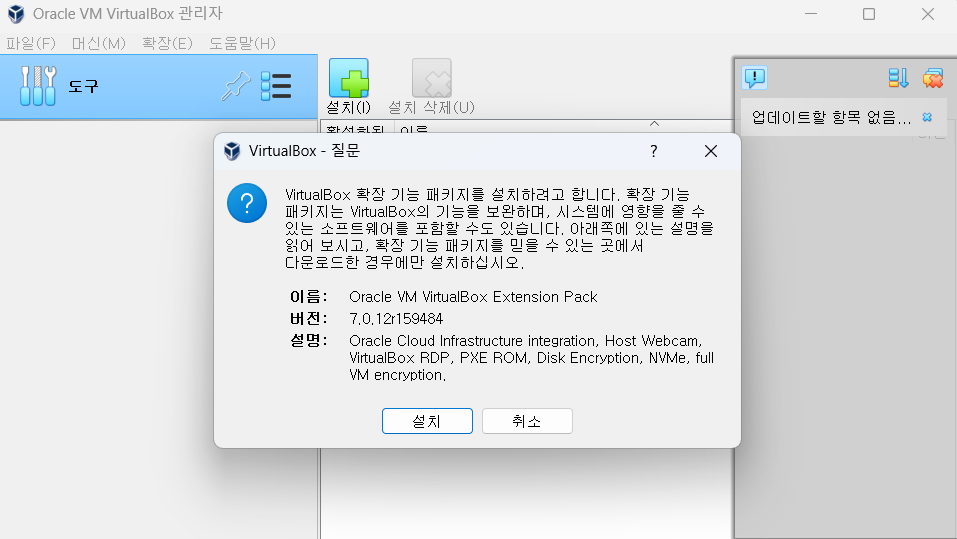 Oracle VM VirtualBox 관리자
파일(F) 머신(M) 확장(E) 도움말(H)
도구
설치(I) 설치 삭제(U)
업데이트할 항목 없음...
활성화됨 이름
VirtualBox - 질문
?
VirtualBox 확장 기능 패키지를 설치하려고 합니다. 확장 기능
패키지는 VirtualBox의 기능을 보완하며, 시스템에 영향을 줄 수
있는 소프트웨어를 포함할 수도 있습니다. 아래쪽에 있는 설명을
읽어 보시고, 확장 기능 패키지를 믿을 수 있는 곳에서
다운로드한 경우에만 설치하십시오.
이름: Oracle VM VirtualBox Extension Pack
버전: 7.0.12r159484
설명: Oracle Cloud Infrastructure integration, Host Webcam,
VirtualBox RDP, PXE ROM, Disk Encryption, NVMe, full
VM encryption.
설치 취소